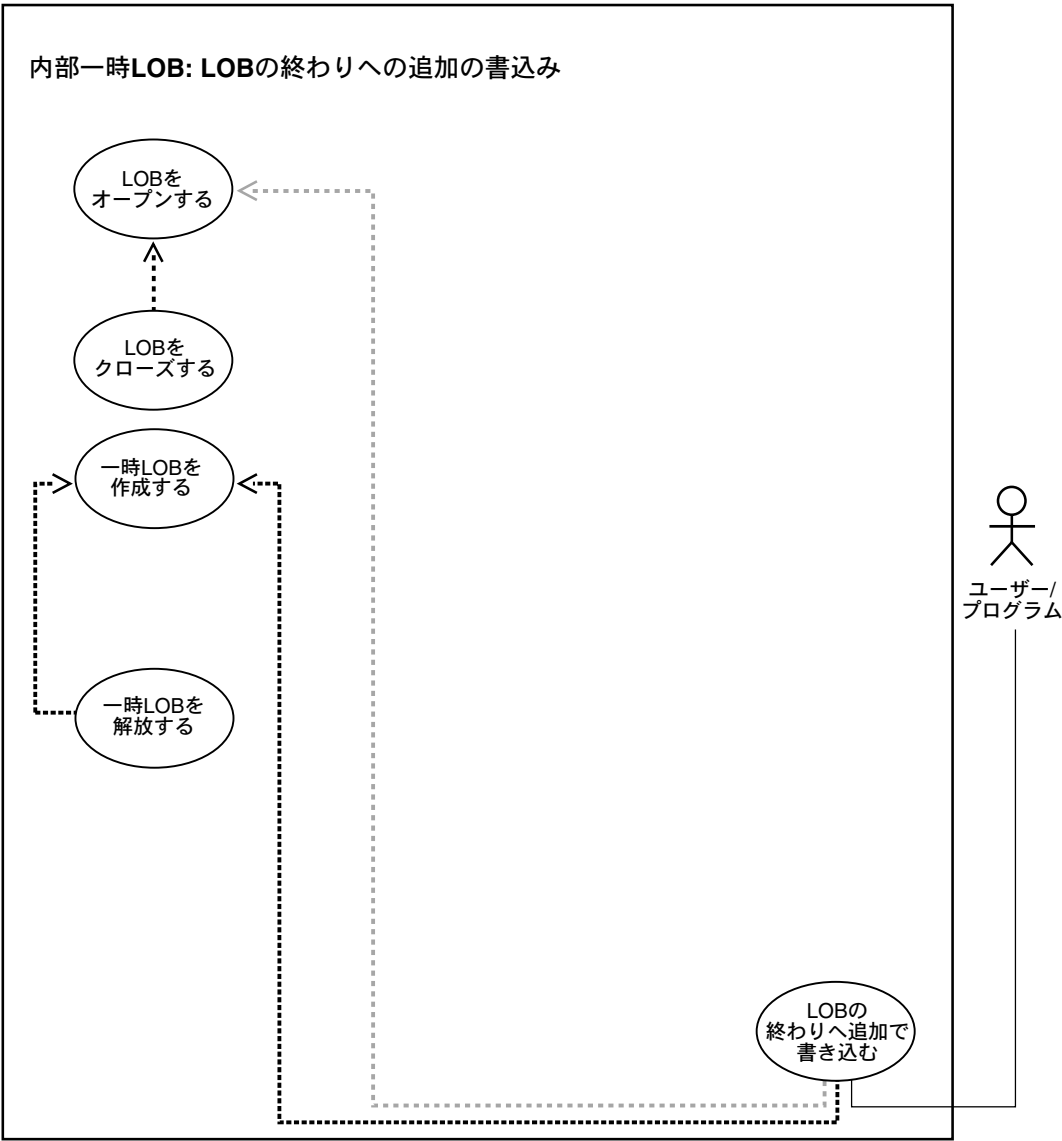 内部一時LOB: LOBの終わりへの追加の書込み
LOBを
オープンする
LOBを
クローズする
一時LOBを
作成する
ユーザー/
プログラム
一時LOBを
解放する
LOBの
終わりへ追加で
書き込む